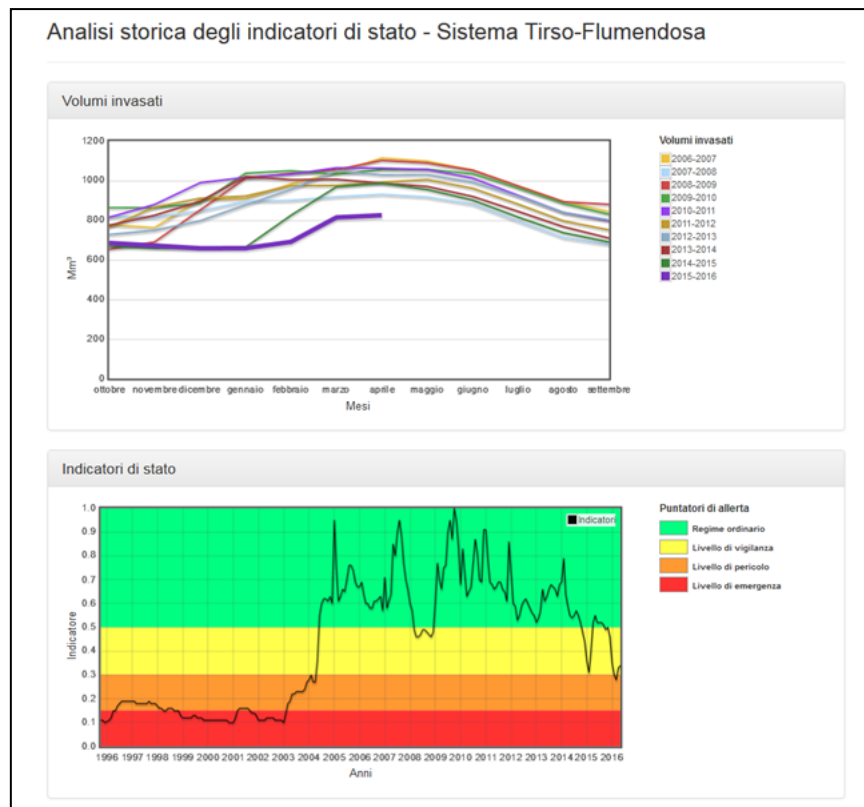 Analisi storica degli indicatori di stato - Sistema Tirso-Flumendosa
Volumi invasati
1200
1000
800
600
400
200
0
Mm³
ottobre novembre dicembre gennaio febbraio marzo aprile maggio giugno luglio agosto settembre
Mesi
Volumi invasati
2006-2007
2007-2008
2008-2009
2009-2010
2010-2011
2011-2012
2012-2013
2013-2014
2014-2015
2015-2016
Indicatori di stato
1.0
0.9
0.8
0.7
0.6
0.5
0.4
0.3
0.2
0.1
0.0
Indicatore
Indicatori
1996 1997 1998 1999 2000 2001 2002 2003 2004 2005 2006 2007 2008 2009 2010 2011 2012 2013 2014 2015 2016
Anni
Puntatori di allerta
Regime ordinario
Livello di vigilanza
Livello di pericolo
Livello di emergenza